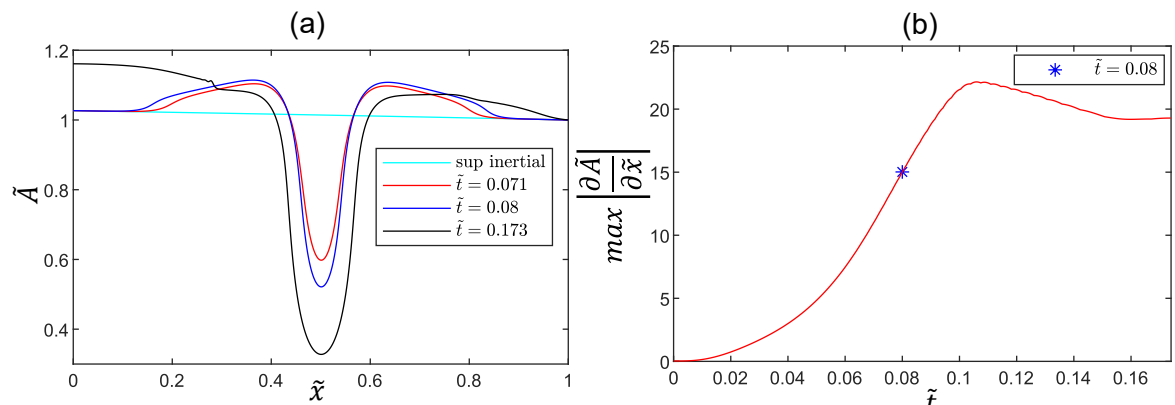 (a)
1.2
1
0.8
0.6
0.4
Ã
0
0.2
0.4
0.6
0.8
1
x̃
sup inertial
t̃ = 0.071
t̃ = 0.08
t̃ = 0.173
(b)
25
20
15
10
5
0
max |∂Ã/∂x̃|
0
0.02
0.04
0.06
0.08
0.1
0.12
0.14
0.16
t̃
t̃ = 0.08